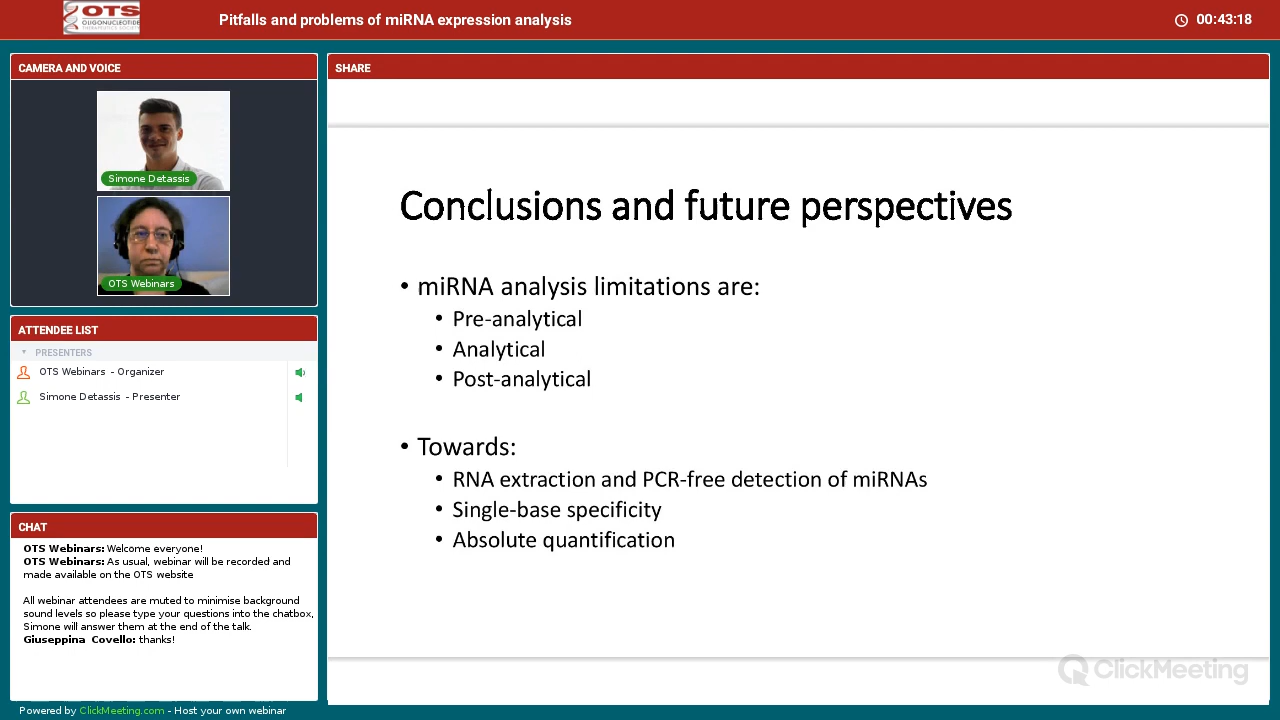 OTS
OLIGONUCLEOTIDE
THERAPEUTICS SOCIETY
Pitfalls and problems of miRNA expression analysis
00:43:18
CAMERA AND VOICE
Simone Detassis
OTS Webinars
ATTENDEE LIST
PRESENTERS
OTS Webinars - Organizer
Simone Detassis - Presenter
CHAT
OTS Webinars: Welcome everyone!
OTS Webinars: As usual, webinar will be recorded and
made available on the OTS website
All webinar attendees are muted to minimise background
sound levels so please type your questions into the chatbox,
Simone will answer them at the end of the talk.
Giuseppina Covello: thanks!
Powered by ClickMeeting.com - Host your own webinar
SHARE
Conclusions and future perspectives
• miRNA analysis limitations are:
• Pre-analytical
• Analytical
• Post-analytical
• Towards:
• RNA extraction and PCR-free detection of miRNAs
• Single-base specificity
• Absolute quantification
ClickMeeting